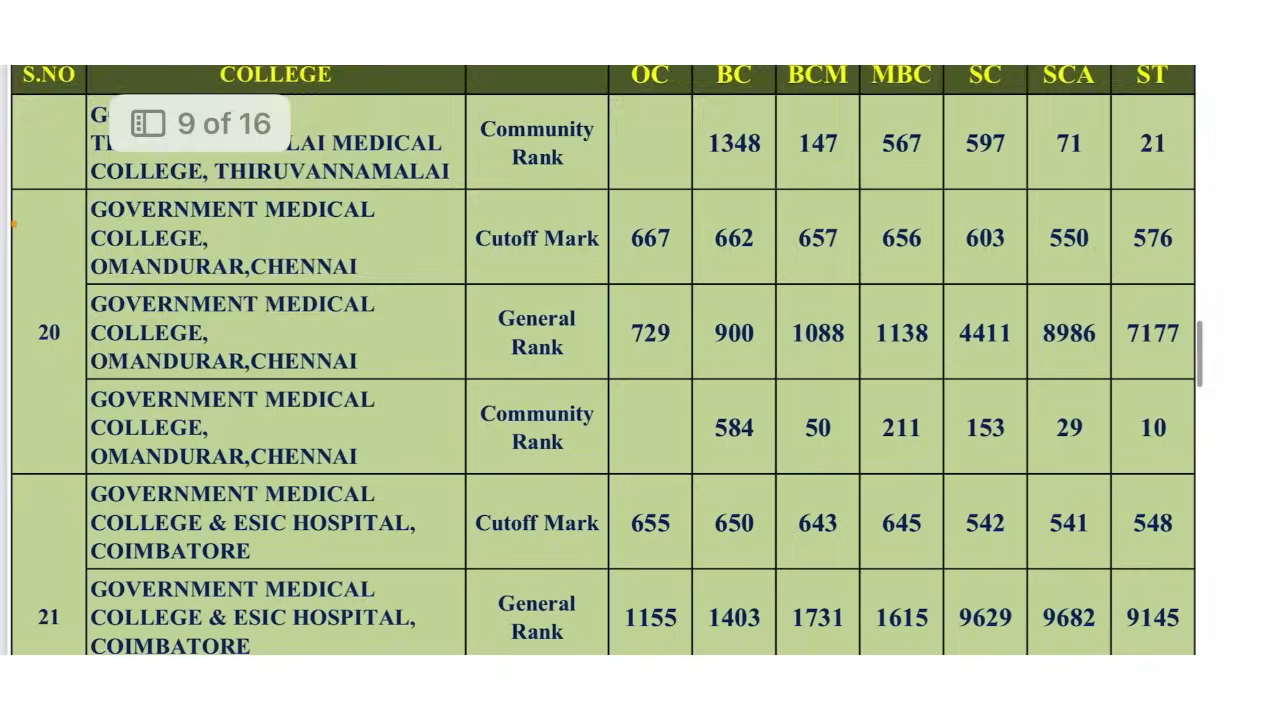 S.NO COLLEGE OC BC BCM MBC SC SCA ST
9 of 16
LAI MEDICAL
COLLEGE, THIRUVANNAMALAI
Community
Rank
1348 147 567 597 71 21
20
GOVERNMENT MEDICAL
COLLEGE,
OMANDURAR,CHENNAI
Cutoff Mark 667 662 657 656 603 550 576
GOVERNMENT MEDICAL
COLLEGE,
OMANDURAR,CHENNAI
General
Rank
729 900 1088 1138 4411 8986 7177
GOVERNMENT MEDICAL
COLLEGE,
OMANDURAR,CHENNAI
Community
Rank
584 50 211 153 29 10
21
GOVERNMENT MEDICAL
COLLEGE & ESIC HOSPITAL,
COIMBATORE
Cutoff Mark 655 650 643 645 542 541 548
GOVERNMENT MEDICAL
COLLEGE & ESIC HOSPITAL,
COIMBATORE
General
Rank
1155 1403 1731 1615 9629 9682 9145